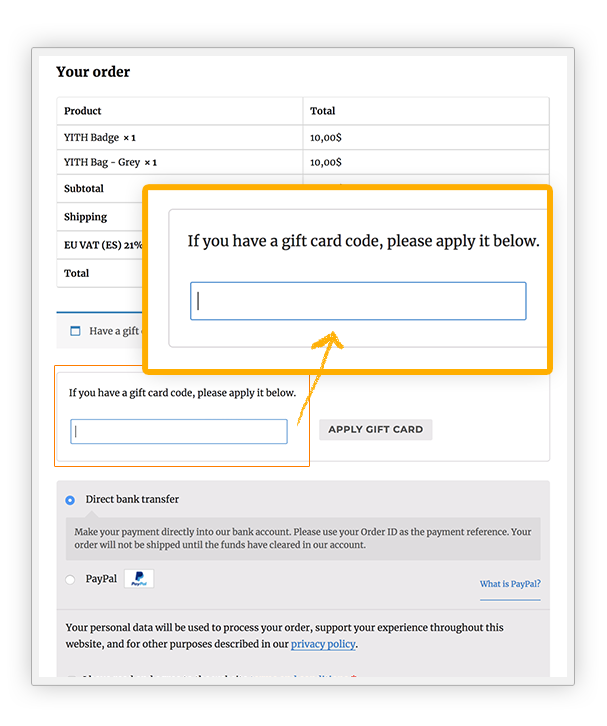 Your order
Product Total
YITH Badge × 1 10,00$
YITH Bag - Grey × 1 10,00$
Subtotal
Shipping
EU VAT (ES) 21%
Total
If you have a gift card code, please apply it below.
Have a gift
If you have a gift card code, please apply it below.
APPLY GIFT CARD
Direct bank transfer
Make your payment directly into our bank account. Please use your Order ID as the payment reference. Your
order will not be shipped until the funds have cleared in our account.
PayPal PayPal
What is PayPal?
Your personal data will be used to process your order, support your experience throughout this
website, and for other purposes described in our privacy policy.